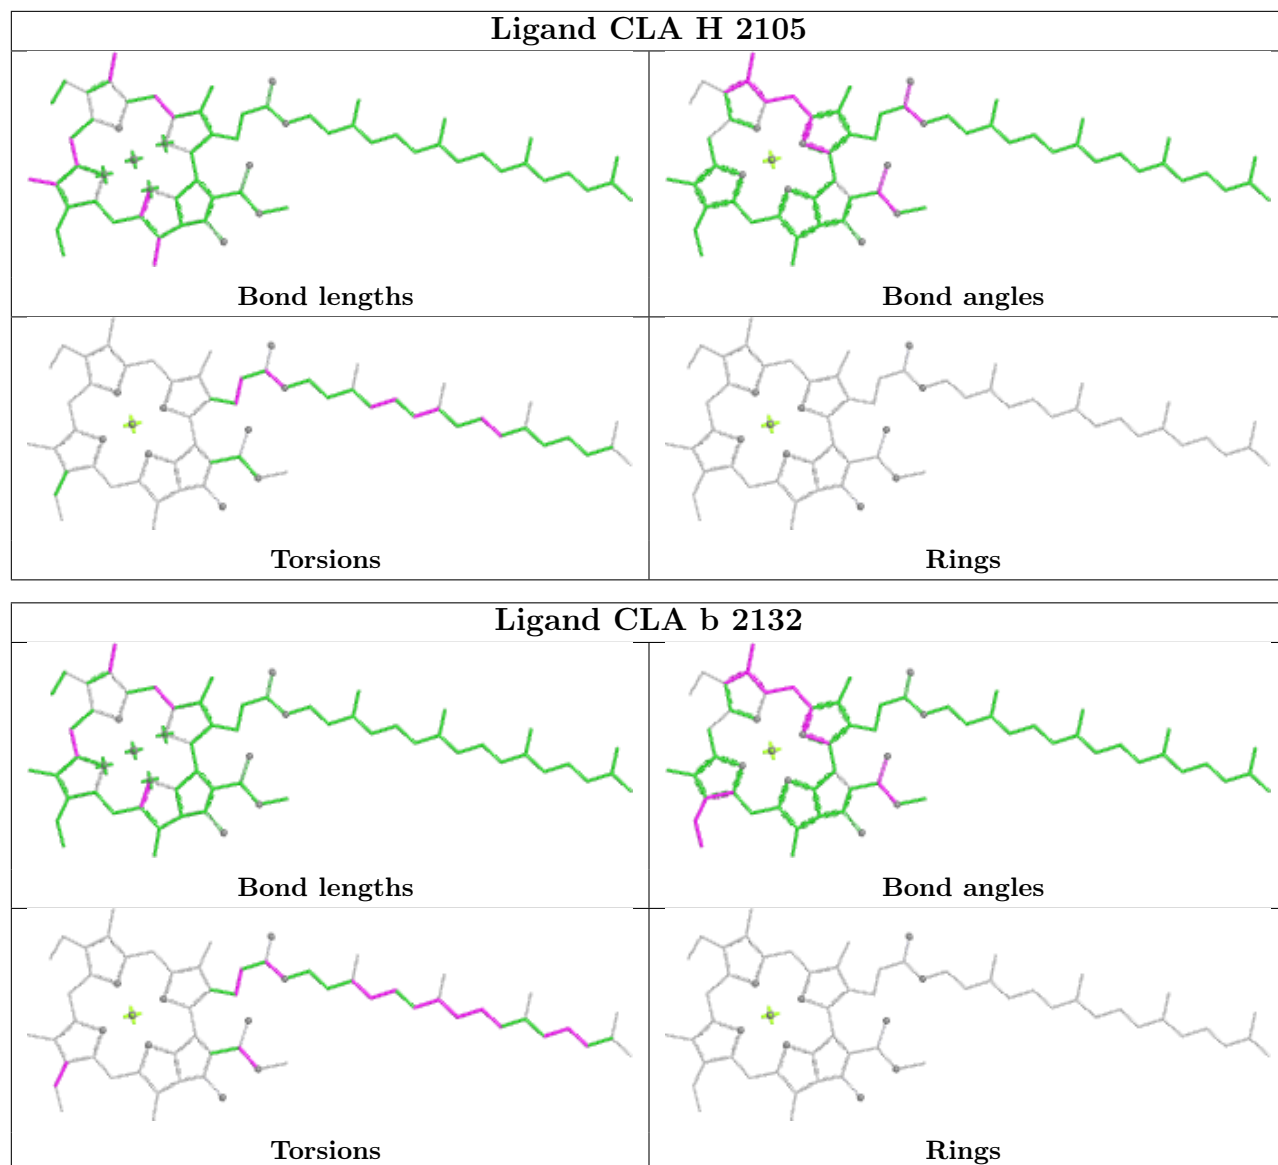 Ligand CLA H 2105
Bond lengths
Bond angles
Torsions
Rings
Ligand CLA b 2132
Bond lengths
Bond angles
Torsions
Rings